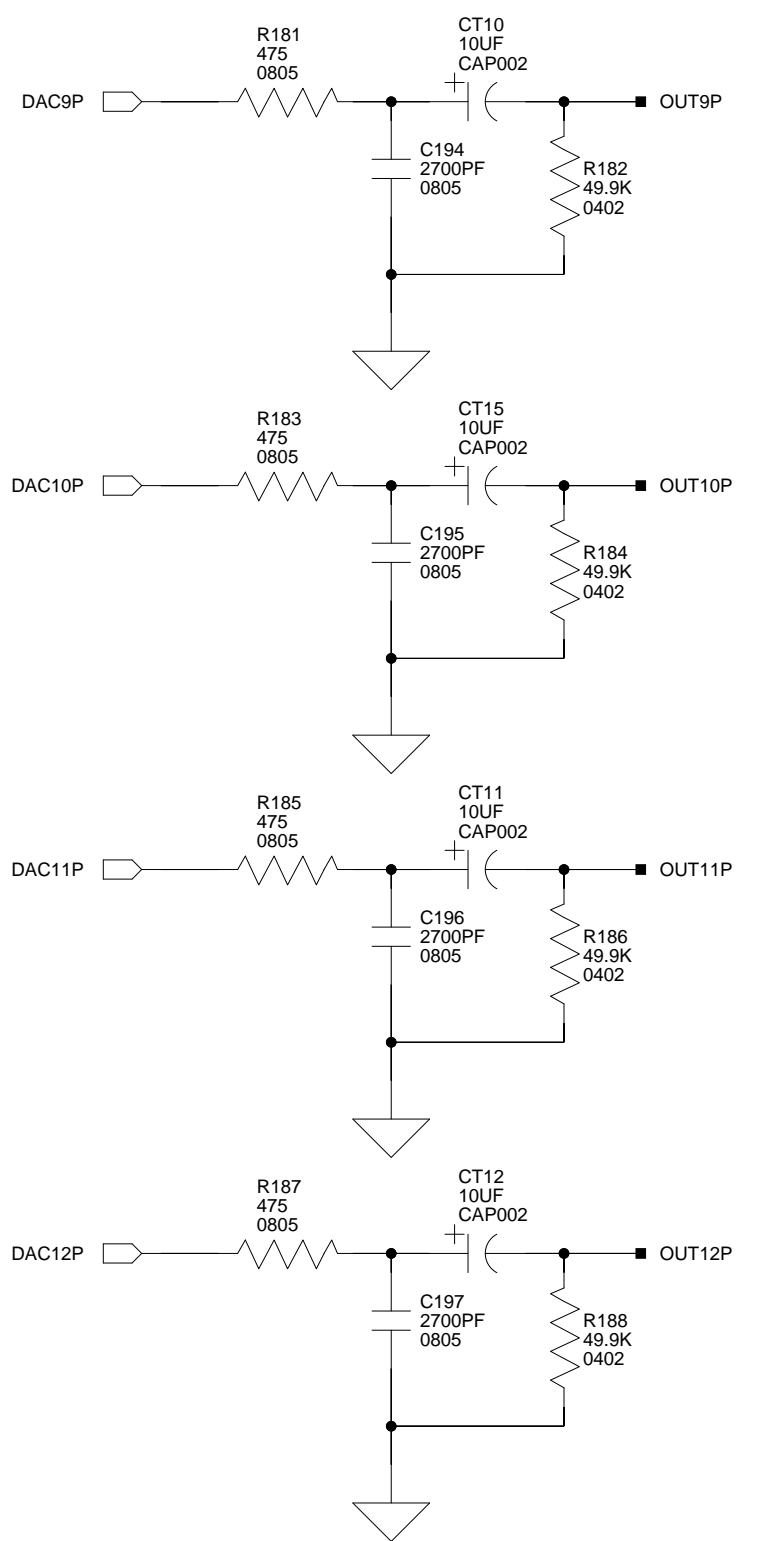 CT10
10UF
CAP002
R181
475
0805
DAC9P
OUT9P
C194
2700PF
0805
R182
49.9K
0402
CT15
10UF
CAP002
R183
475
0805
DAC10P
OUT10P
C195
2700PF
0805
R184
49.9K
0402
CT11
10UF
CAP002
R185
475
0805
DAC11P
OUT11P
C196
2700PF
0805
R186
49.9K
0402
CT12
10UF
CAP002
R187
475
0805
DAC12P
OUT12P
C197
2700PF
0805
R188
49.9K
0402